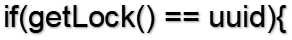 if(getLock() == uuid){